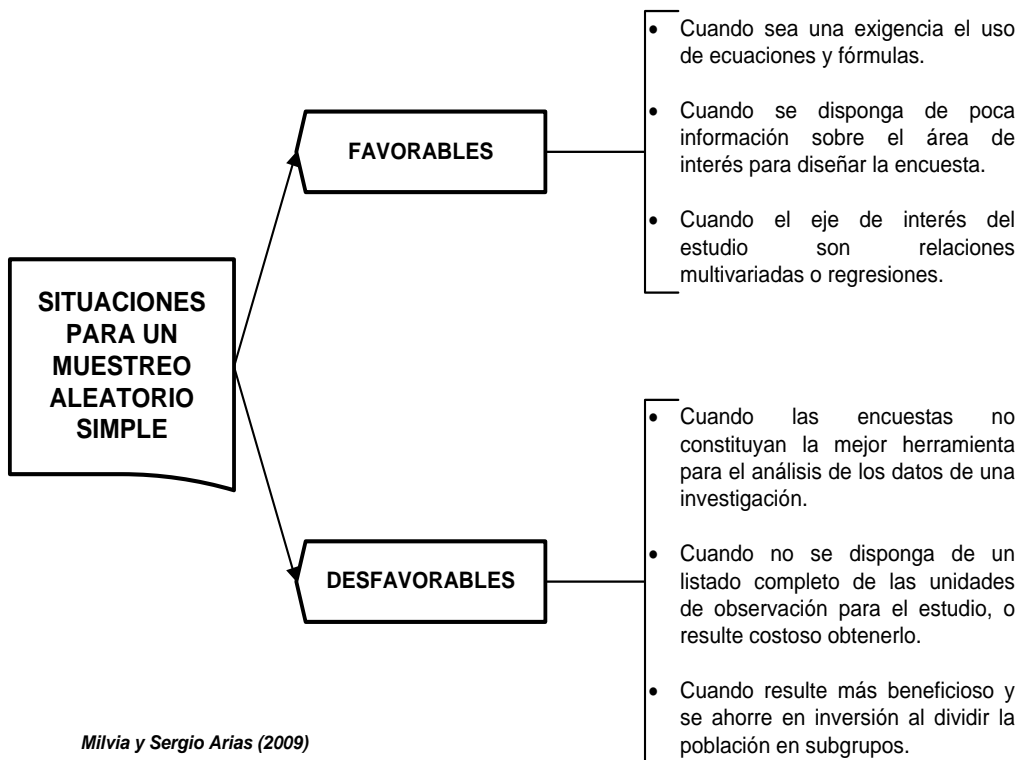 SITUACIONES
PARA UN
MUESTREO
ALEATORIO
SIMPLE
FAVORABLES
• Cuando sea una exigencia el uso
de ecuaciones y fórmulas.
• Cuando se disponga de poca
información sobre el área de
interés para diseñar la encuesta.
• Cuando el eje de interés del
estudio son relaciones
multivariadas o regresiones.
DESFAVORABLES
• Cuando las encuestas no
constituyan la mejor herramienta
para el análisis de los datos de una
investigación.
• Cuando no se disponga de un
listado completo de las unidades
de observación para el estudio, o
resulte costoso obtenerlo.
• Cuando resulte más beneficioso y
se ahorre en inversión al dividir la
población en subgrupos.
Milvia y Sergio Arias (2009)